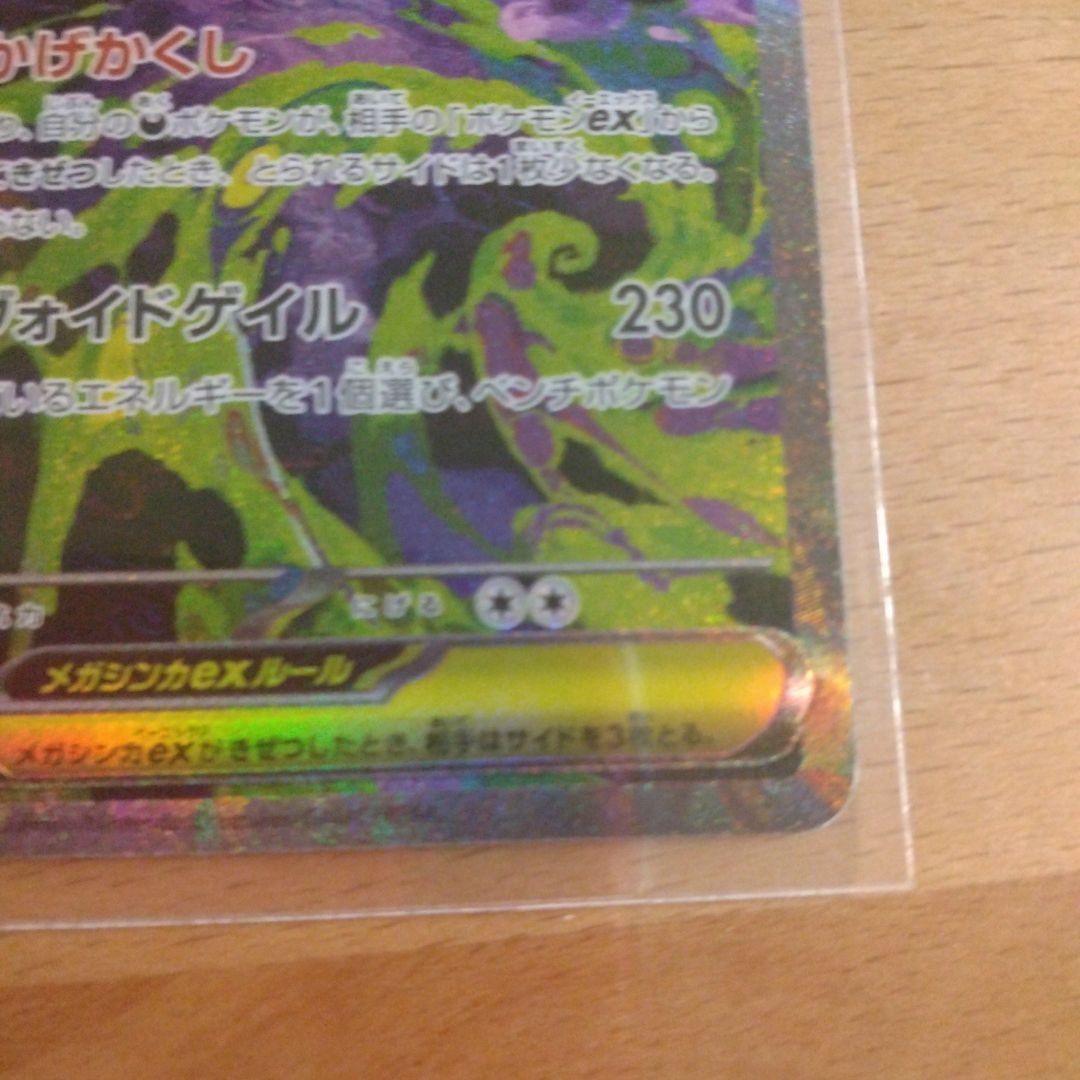 かげかくし
、自分のポケモンが、相手の「ポケモンex」から
きぜつしたとき、とられるサイドは1枚少なくなる。
ない。
ヴォイドゲイル 230
いるエネルギーを1個選び、ベンチポケモン
にげる
メガシンカexルール
メガシンカexがきぜつしたとき、相手はサイドを3枚とる。